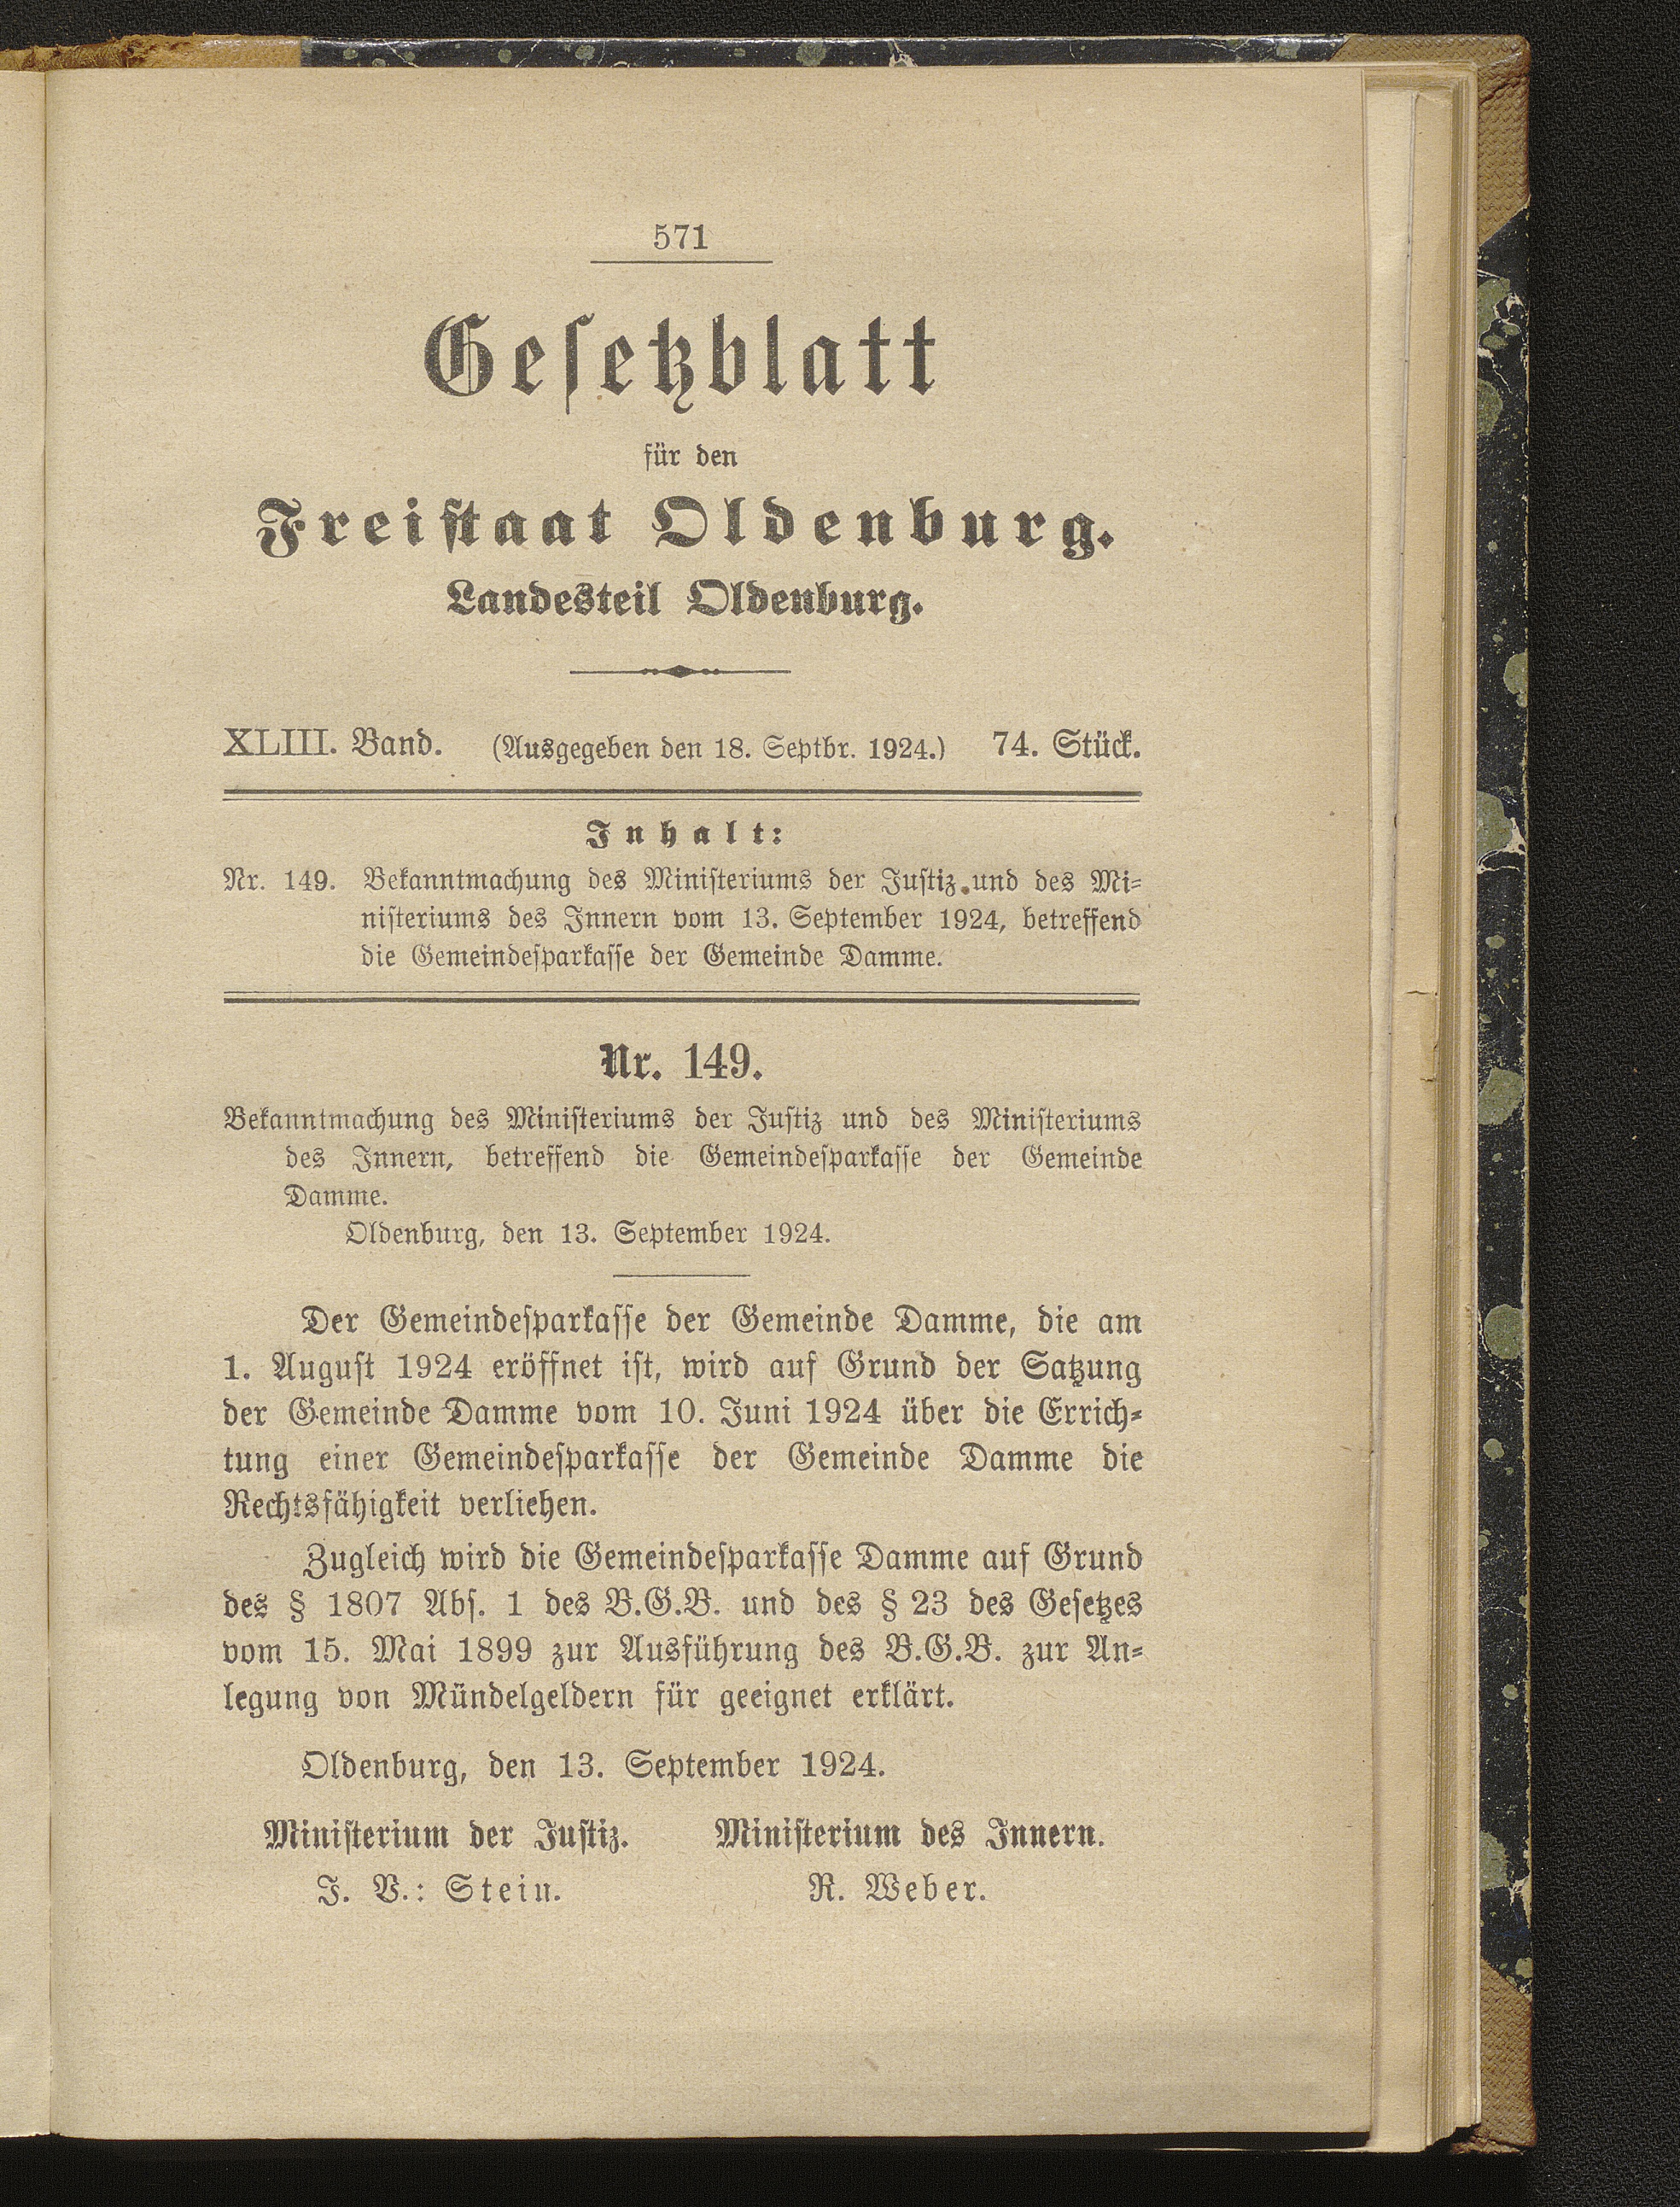 571
Gesetzblatt
für den
Freistaat Oldenburg.
Landesteil Oldenburg.
XLIII. Band. (Ausgegeben den 18. Septbr. 1924.) 74. Stück.
Inhalt:
Nr. 149. Bekanntmachung des Ministeriums der Justiz und des Mi-
nisteriums des Innern vom 13. September 1924, betreffend
die Gemeindesparkasse der Gemeinde Damme.
Nr. 149.
Bekanntmachung des Ministeriums der Justiz und des Ministeriums
des Innern, betreffend die Gemeindesparkasse der Gemeinde
Damme.
Oldenburg, den 13. September 1924.
Der Gemeindesparkasse der Gemeinde Damme, die am
1. August 1924 eröffnet ist, wird auf Grund der Satzung
der Gemeinde Damme vom 10. Juni 1924 über die Errich-
tung einer Gemeindesparkasse der Gemeinde Damme die
Rechtsfähigkeit verliehen.
Zugleich wird die Gemeindesparkasse Damme auf Grund
des § 1807 Abs. 1 des B.G.B. und des § 23 des Gesetzes
vom 15. Mai 1899 zur Ausführung des B.G.B. zur An-
legung von Mündelgeldern für geeignet erklärt.
Oldenburg, den 13. September 1924.
Ministerium der Justiz. Ministerium des Innern.
J. V.: Stein. R. Weber.